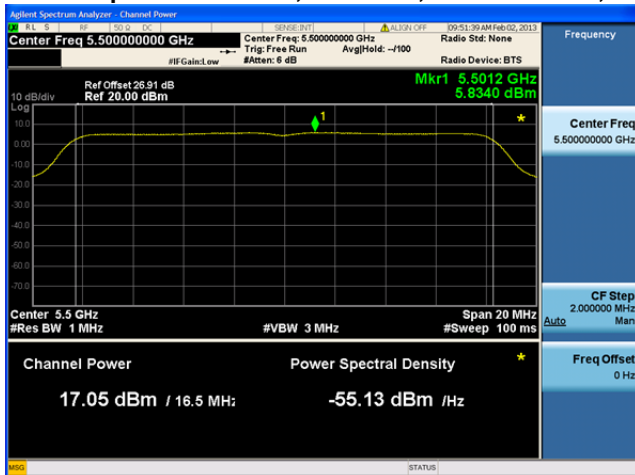 Agilent Spectrum Analyzer - Channel Power
RL S RF 50 Ω DC SENSE:INT ALIGN OFF 09:51:39 AM Feb 02, 2013
Center Freq 5.500000000 GHz Center Freq: 5.500000000 GHz Radio Std: None Frequency
Trig: Free Run Avg|Hold: --/100
#IFGain:Low #Atten: 6 dB Radio Device: BTS
Ref Offset 26.91 dB Mkr1 5.5012 GHz
10 dB/div Ref 20.00 dBm 5.8340 dBm
Log
10.0
1
*
0.00
-10.0
-20.0
-30.0
-40.0
-50.0
-60.0
-70.0
Center Freq
5.500000000 GHz
Center 5.5 GHz Span 20 MHz
#Res BW 1 MHz #VBW 3 MHz #Sweep 100 ms
CF Step
2.000000 MHz
Auto Man
Channel Power Power Spectral Density *
17.05 dBm / 16.5 MHz -55.13 dBm /Hz
Freq Offset
0 Hz
MSG STATUS